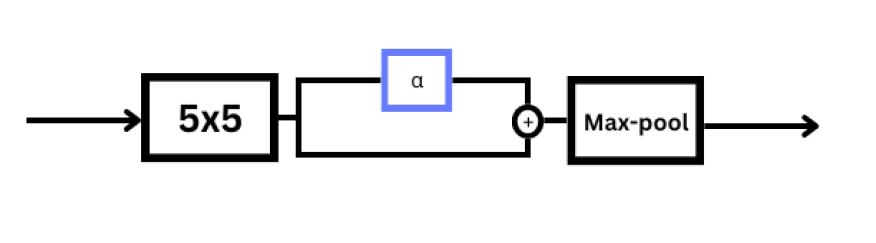 α
5x5
+
Max-pool